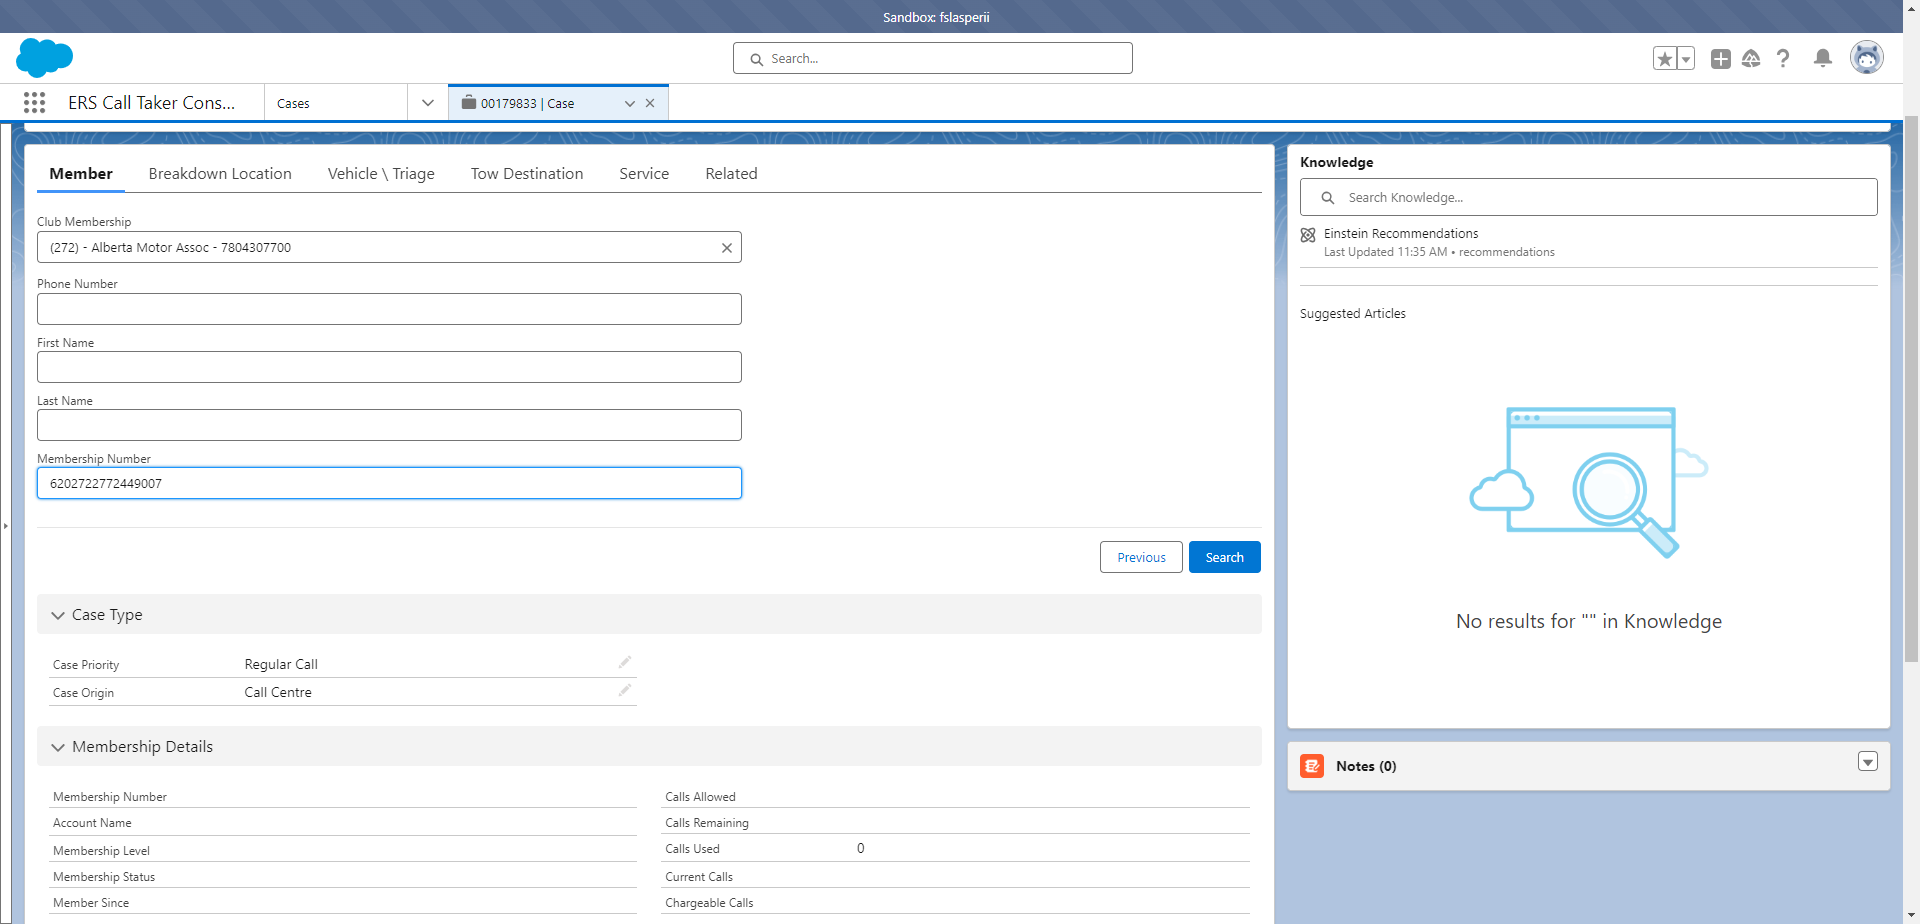 Sandbox: fslasperii
Search...
ERS Call Taker Cons...
Cases
00179833 | Case
Member
Breakdown Location
Vehicle \ Triage
Tow Destination
Service
Related
Club Membership
(272) - Alberta Motor Assoc - 7804307700
Phone Number
First Name
Last Name
Membership Number
6202722772449007
Previous
Search
Case Type
Case Priority Regular Call
Case Origin Call Centre
Membership Details
Membership Number
Account Name
Membership Level
Membership Status
Member Since
Calls Allowed
Calls Remaining
Calls Used 0
Current Calls
Chargeable Calls
Knowledge
Search Knowledge...
Einstein Recommendations
Last Updated 11:35 AM • recommendations
Suggested Articles
No results for "" in Knowledge
Notes (0)